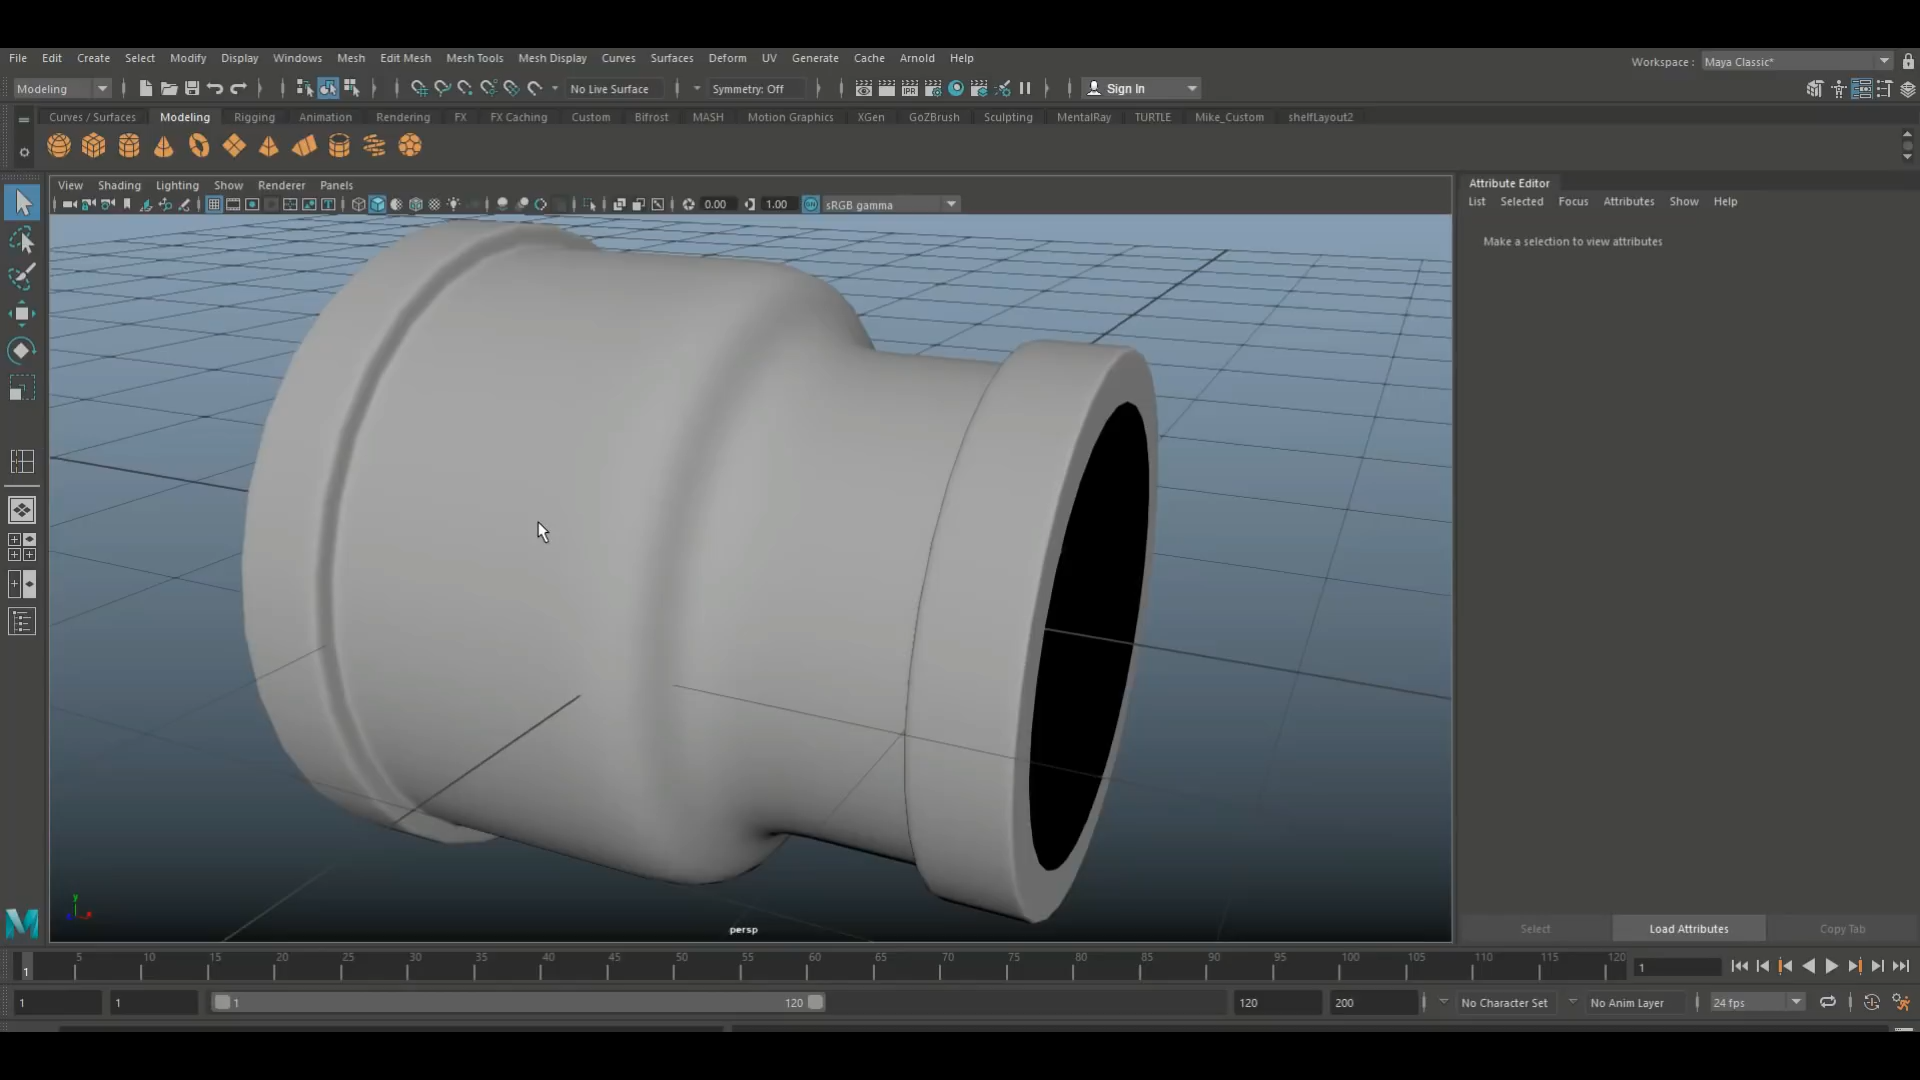 File Edit Create Select Modify Display Windows Mesh Edit Mesh Mesh Tools Mesh Display Curves Surfaces Deform UV Generate Cache Arnold Help
Workspace : Maya Classic*
Modeling No Live Surface Symmetry: Off IPR Sign In
Curves / Surfaces Modeling Rigging Animation Rendering FX FX Caching Custom Bifrost MASH Motion Graphics XGen GoZBrush Sculpting MentalRay TURTLE Mike_Custom shelfLayout2
View Shading Lighting Show Renderer Panels
0.00 1.00 sRGB gamma
Attribute Editor
List Selected Focus Attributes Show Help
Make a selection to view attributes
y
persp
Select Load Attributes Copy Tab
5 10 15 20 25 30 35 40 45 50 55 60 65 70 75 80 85 90 95 100 105 110 115 120
1 1
1 1 1 120 120 200 No Character Set No Anim Layer 24 fps